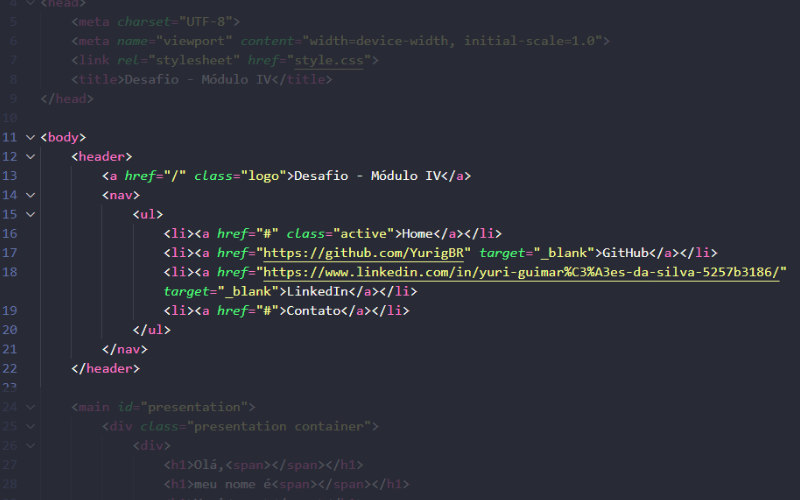 4 <head>
5 <meta charset="UTF-8">
6 <meta name="viewport" content="width=device-width, initial-scale=1.0">
7 <link rel="stylesheet" href="style.css">
8 <title>Desafio - Módulo IV</title>
9 </head>
10
11 <body>
12 <header>
13 <a href="/" class="logo">Desafio - Módulo IV</a>
14 <nav>
15 <ul>
16 <li><a href="#" class="active">Home</a></li>
17 <li><a href="https://github.com/YurigBR" target="_blank">GitHub</a></li>
18 <li><a href="https://www.linkedin.com/in/yuri-guimar%C3%A3es-da-silva-5257b3186/"
target="_blank">LinkedIn</a></li>
19 <li><a href="#">Contato</a></li>
20 </ul>
21 </nav>
22 </header>
23
24 <main id="presentation">
25 <div class="presentation container">
26 <div>
27 <h1>Olá,<span></span></h1>
28 <h1>meu nome é<span></span></h1>